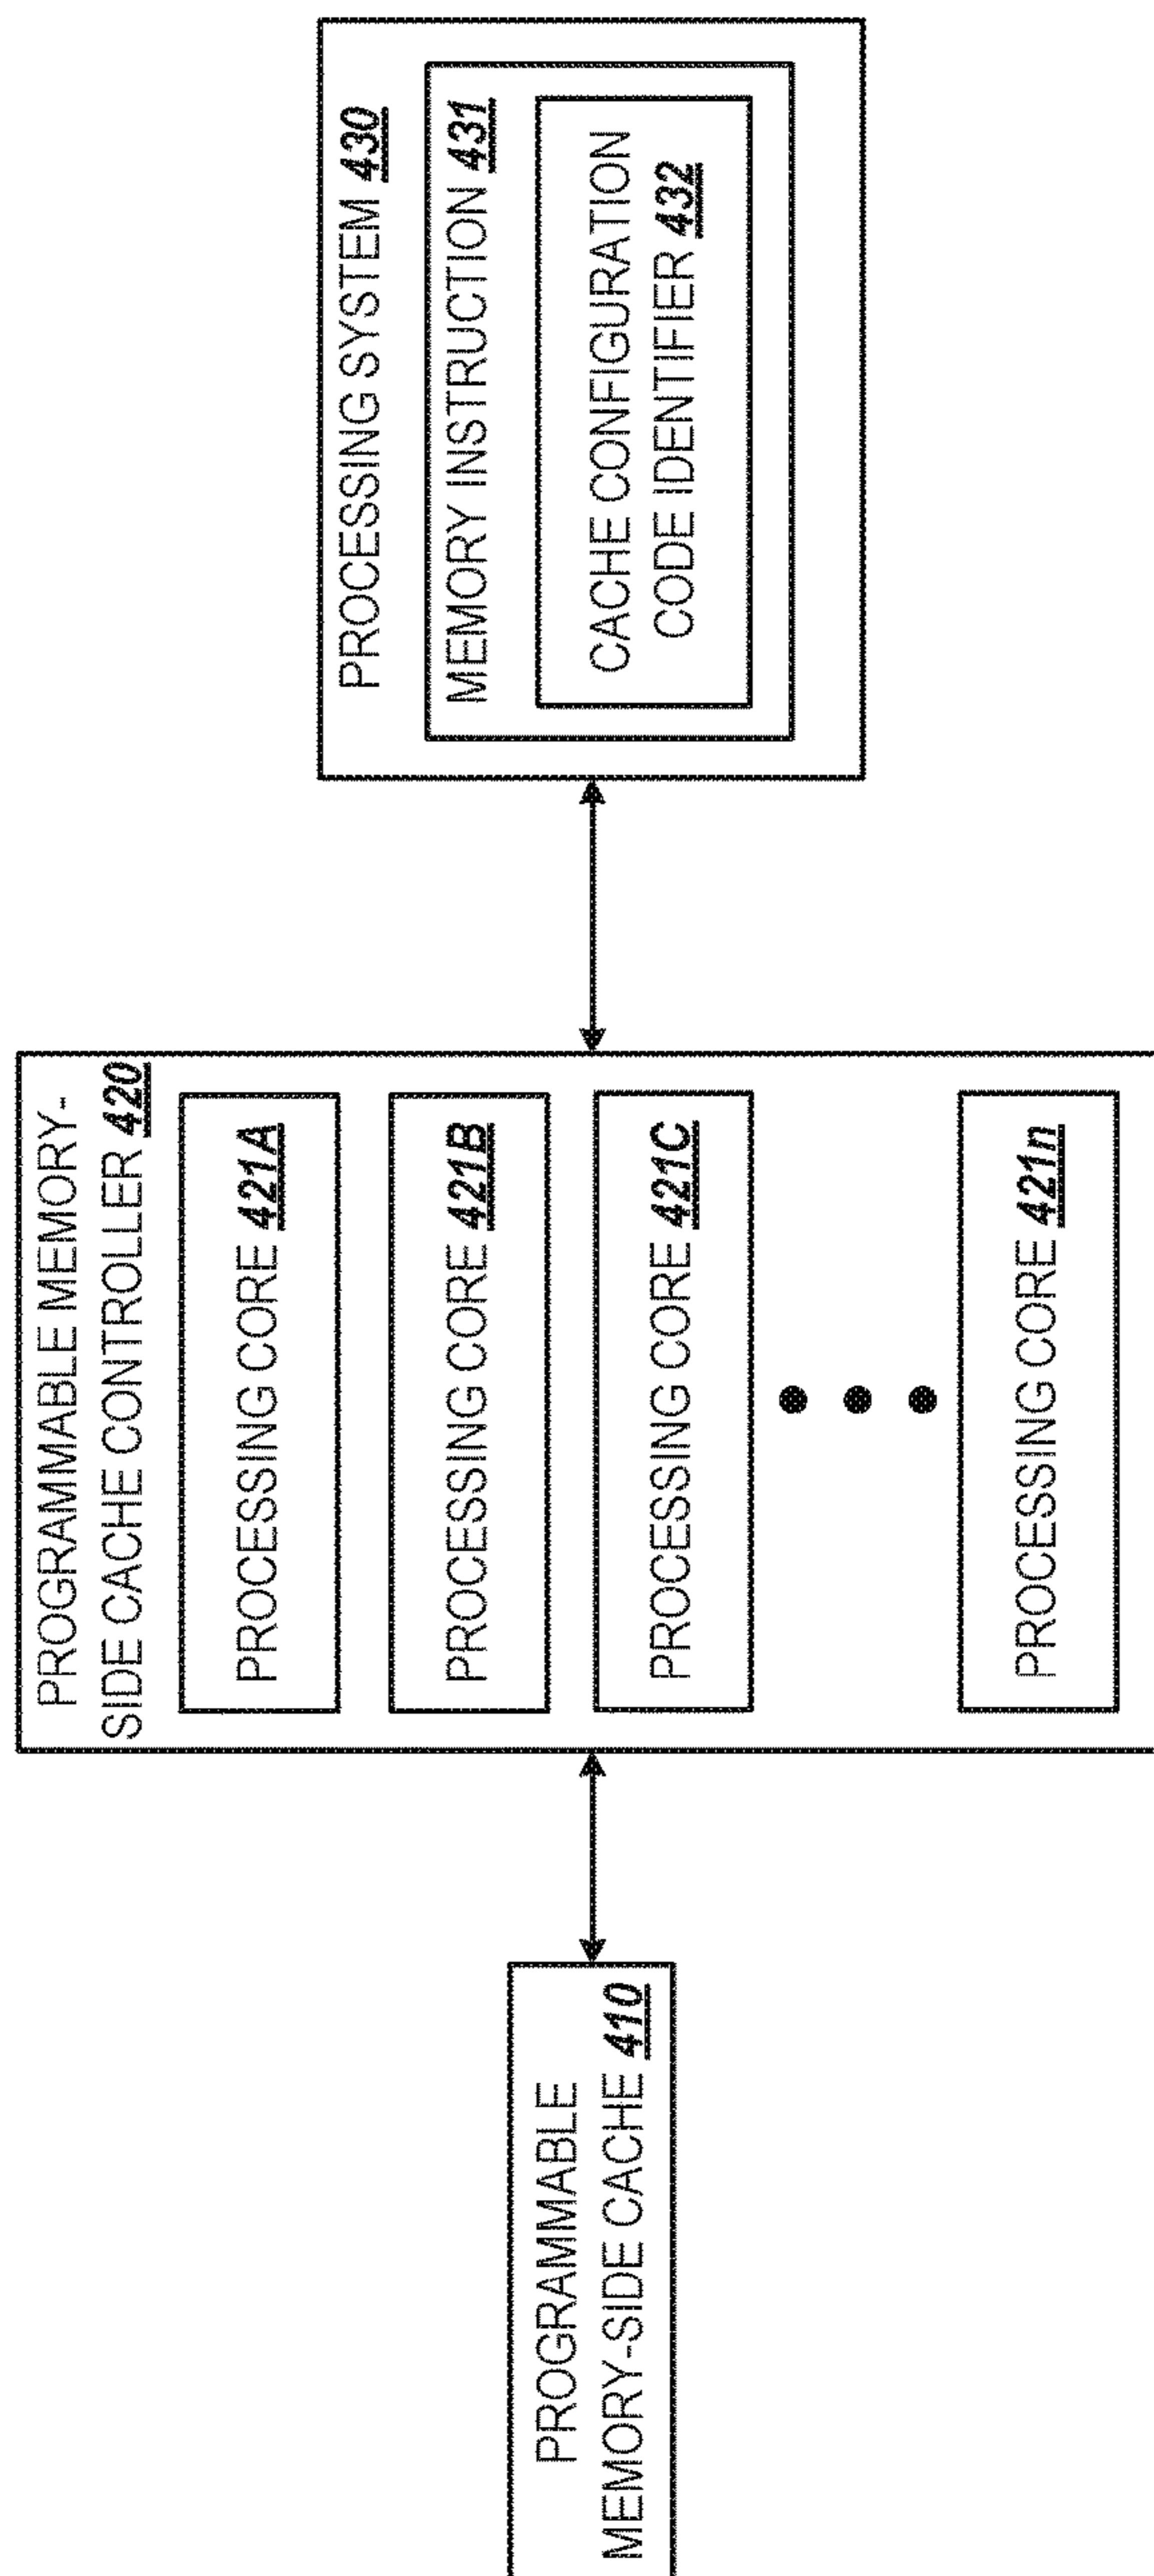 PROGRAMMABLE
MEMORY-SIDE CACHE 410
PROGRAMMABLE MEMORY-
SIDE CACHE CONTROLLER 420
PROCESSING CORE 421A
PROCESSING CORE 421B
PROCESSING CORE 421C
PROCESSING CORE 421n
PROCESSING SYSTEM 430
MEMORY INSTRUCTION 431
CACHE CONFIGURATION
CODE IDENTIFIER 432